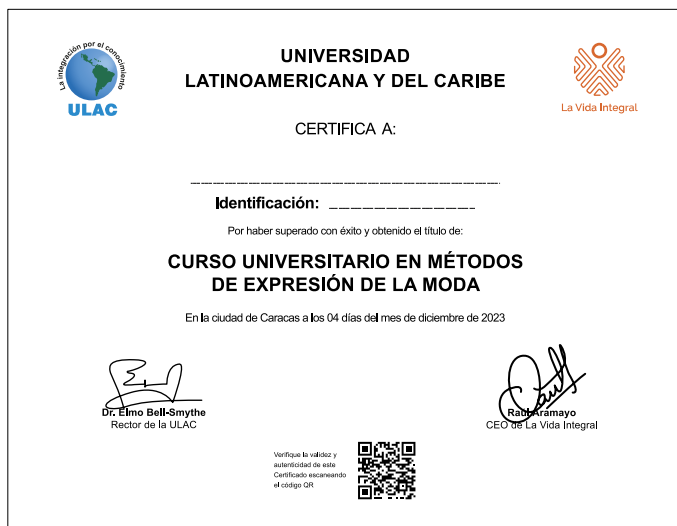 La integración por el conocimiento
ULAC
UNIVERSIDAD
LATINOAMERICANA Y DEL CARIBE
La Vida Integral
CERTIFICA A:
Identificación:
Por haber superado con éxito y obtenido el título de:
CURSO UNIVERSITARIO EN MÉTODOS
DE EXPRESIÓN DE LA MODA
En la ciudad de Caracas a los 04 días del mes de diciembre de 2023
Dr. Elmo Bell-Smythe
Rector de la ULAC
Raúl Aramayo
CEO de La Vida Integral
Verifique la validez y
autenticidad de este
Certificado escaneando
el código QR